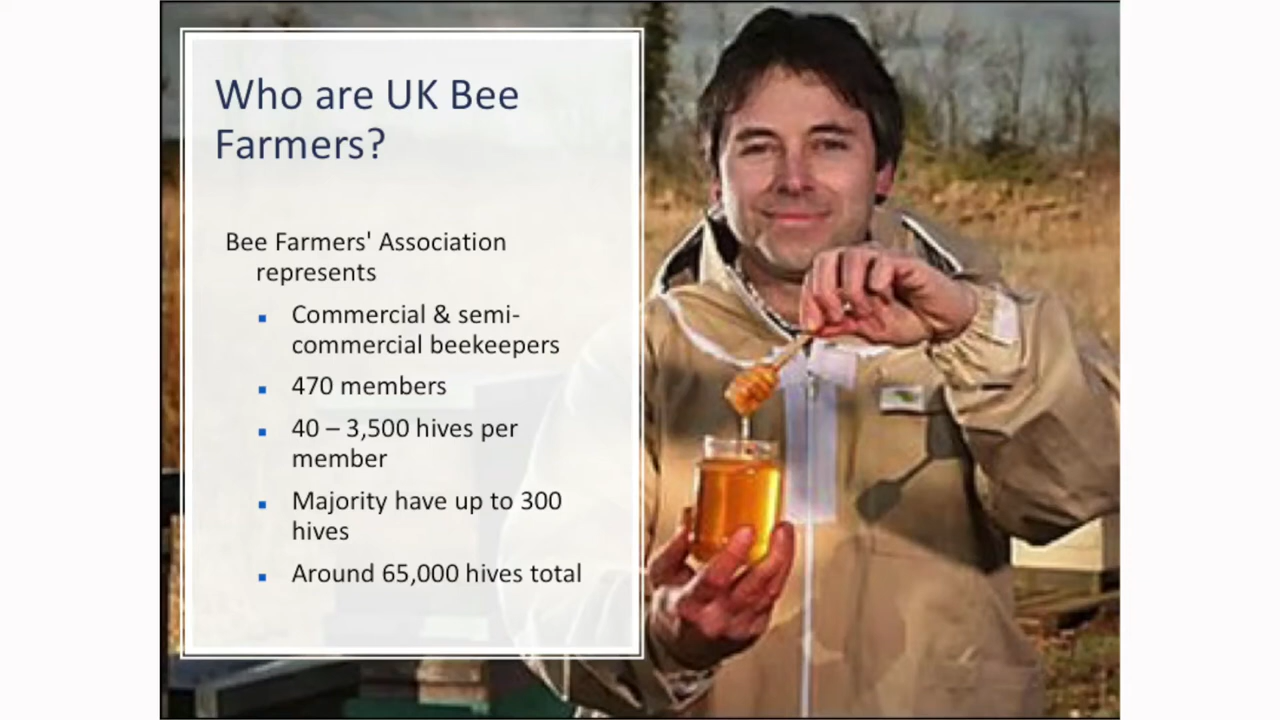 Who are UK Bee
Farmers?
Bee Farmers' Association
represents
Commercial & semi-
commercial beekeepers
470 members
40 – 3,500 hives per
member
Majority have up to 300
hives
Around 65,000 hives total